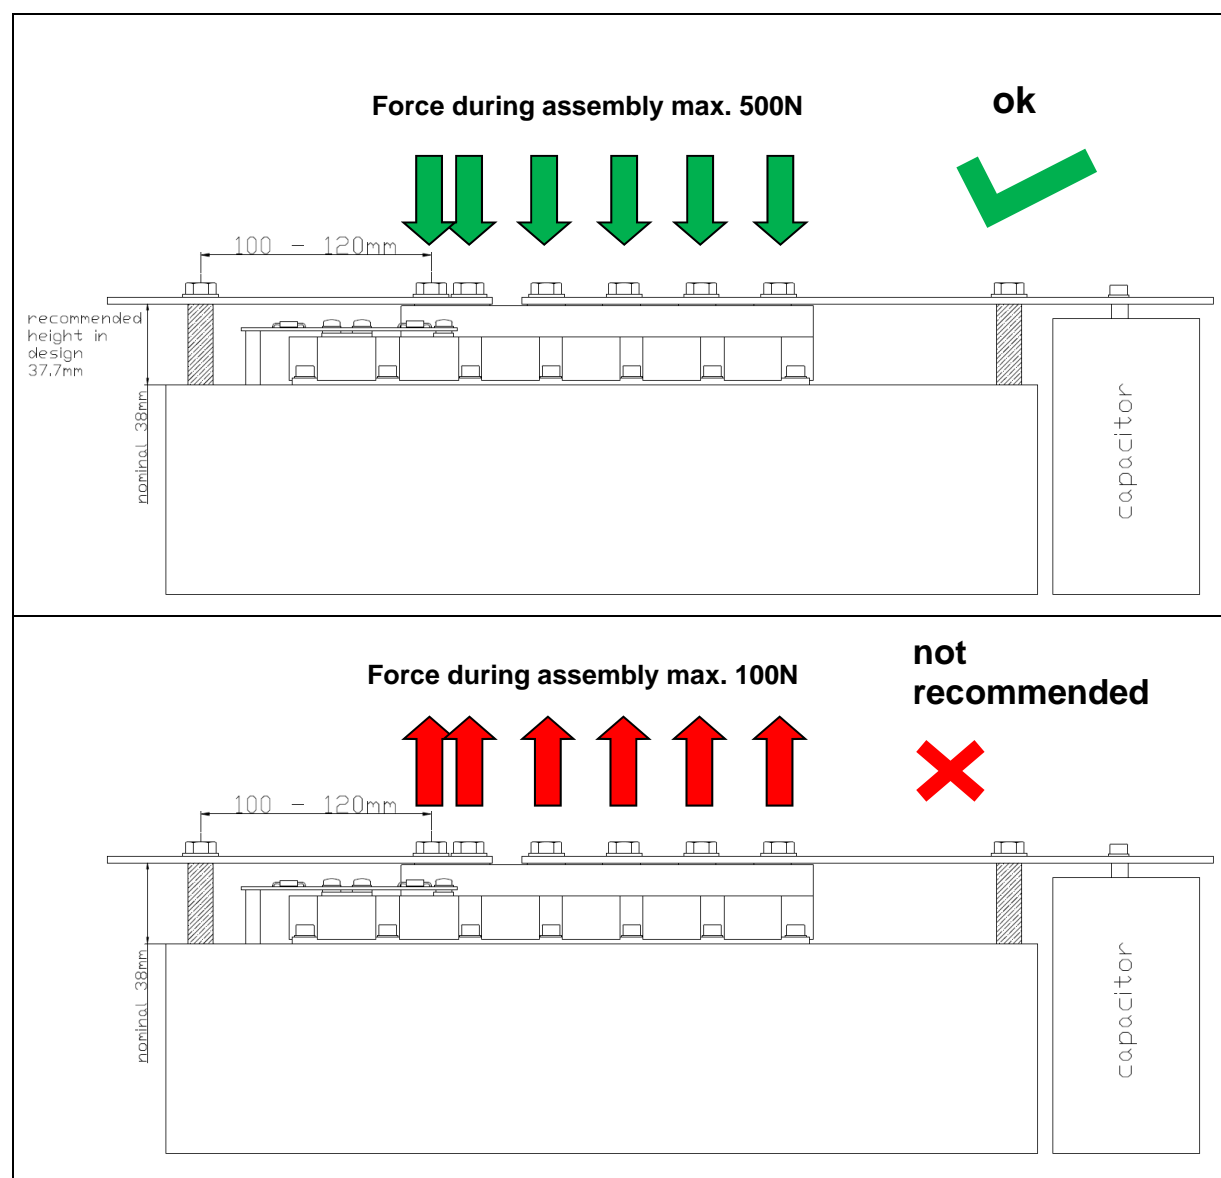 Force during assembly max. 500N
ok
100 - 120mm
recommended
height in
design
37.7mm
nominal 38mm
capacitor
Force during assembly max. 100N
not
recommended
100 - 120mm
nominal 38mm
capacitor